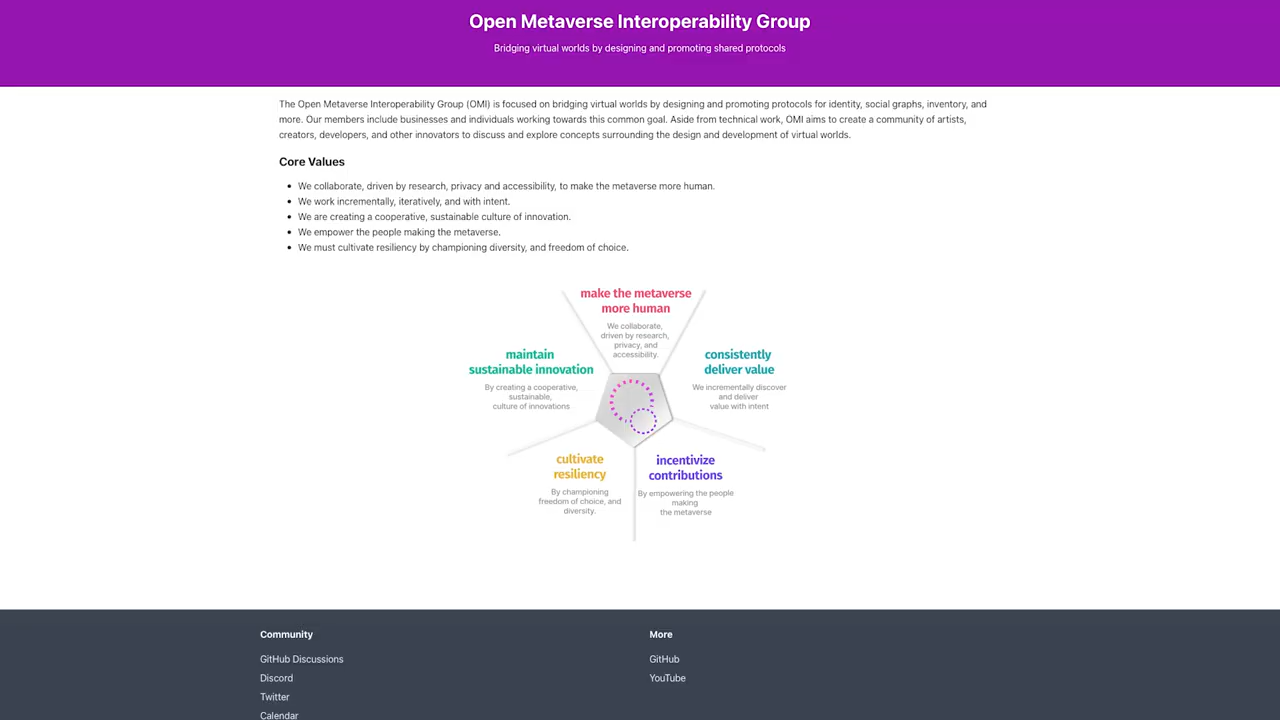 Open Metaverse Interoperability Group
Bridging virtual worlds by designing and promoting shared protocols
The Open Metaverse Interoperability Group (OMI) is focused on bridging virtual worlds by designing and promoting protocols for identity, social graphs, inventory, and
more. Our members include businesses and individuals working towards this common goal. Aside from technical work, OMI aims to create a community of artists,
creators, developers, and other innovators to discuss and explore concepts surrounding the design and development of virtual worlds.
Core Values
• We collaborate, driven by research, privacy and accessibility, to make the metaverse more human.
• We work incrementally, iteratively, and with intent.
• We are creating a cooperative, sustainable culture of innovation.
• We empower the people making the metaverse.
• We must cultivate resiliency by championing diversity, and freedom of choice.
make the metaverse
more human
We collaborate,
driven by research,
privacy, and
accessibility.
maintain
sustainable innovation
By creating a cooperative,
sustainable,
culture of innovations
consistently
deliver value
We incrementally discover
and deliver
value with intent
cultivate
resiliency
By championing
freedom of choice, and
diversity.
incentivize
contributions
By empowering the people
making
the metaverse
Community
GitHub Discussions
Discord
Twitter
Calendar
More
GitHub
YouTube